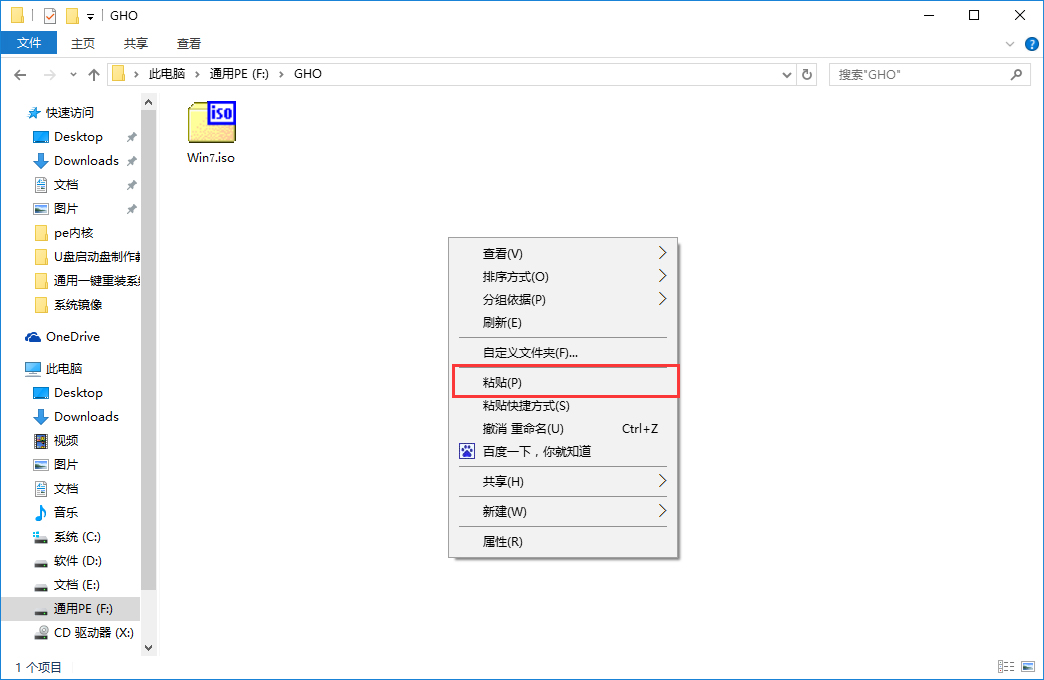 GHO
文件 主页 共享 查看
此电脑 通用PE (F:) GHO
搜索"GHO"
快速访问
Desktop
Downloads
文档
图片
pe内核
U盘启动盘制作教
通用一键重装系统
系统镜像
OneDrive
此电脑
Desktop
Downloads
视频
图片
文档
音乐
系统 (C:)
软件 (D:)
文档 (E:)
通用PE (F:)
CD 驱动器 (X:)
iso
Win7.iso
查看(V)
排序方式(O)
分组依据(P)
刷新(E)
自定义文件夹(F)...
粘贴(P)
粘贴快捷方式(S)
撤消 重命名(U) Ctrl+Z
百度一下，你就知道
共享(H)
新建(W)
属性(R)
1 个项目